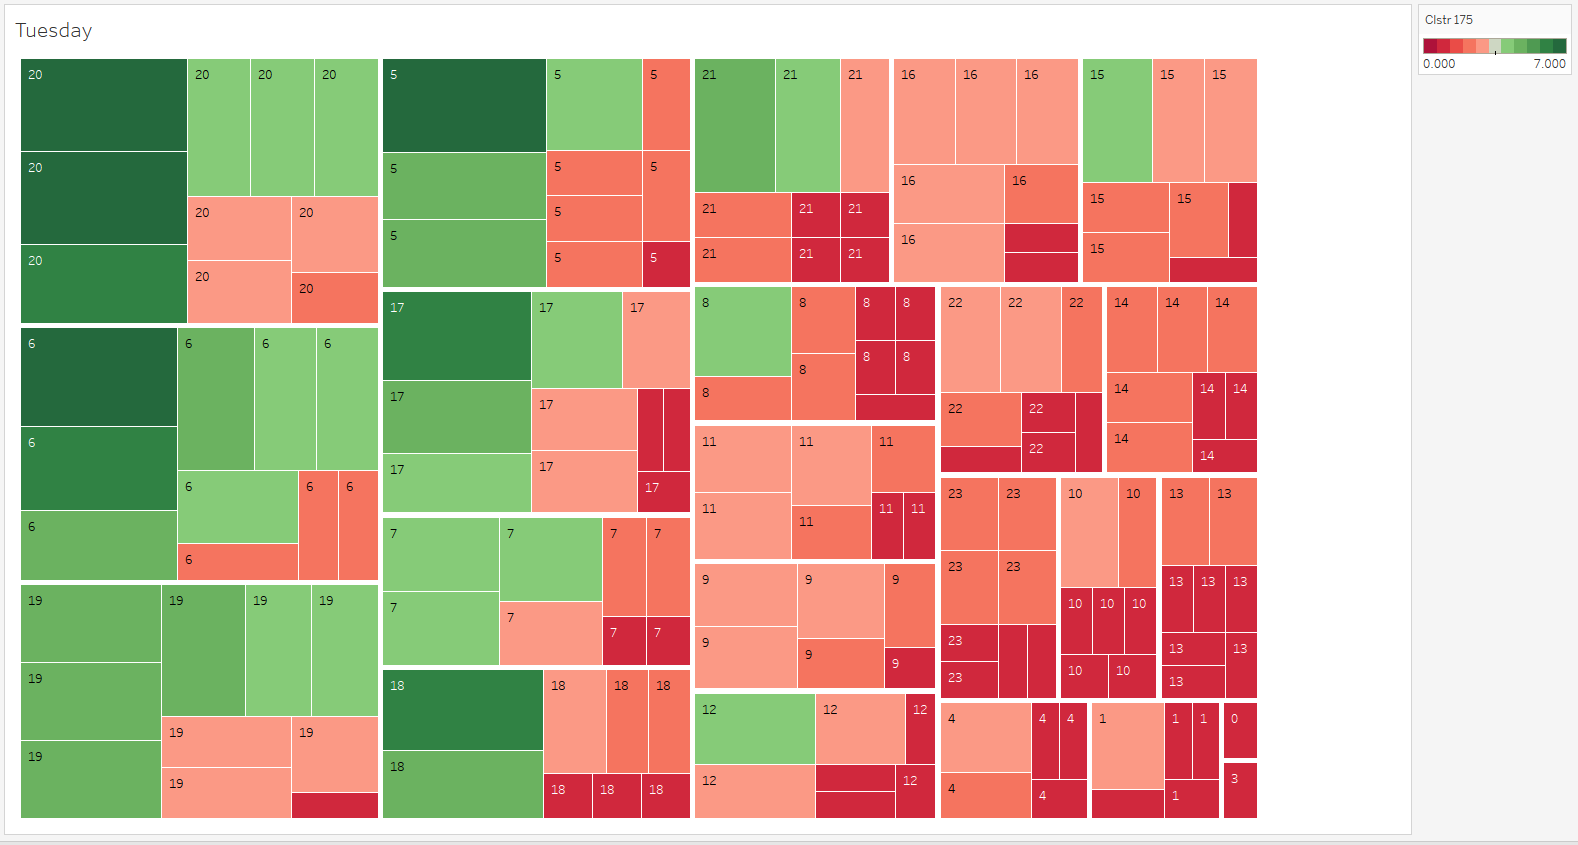 Tuesday
Clstr 175
0.000 7.000
20 20 20 20
20
20 20
20
20 20
6 6 6 6
6
6 6 6
6
6
19 19 19 19
19
19 19
19
19
5 5 5
5 5 5
5
5
5 5
17 17 17
17 17
17 17
17
7 7 7 7
7 7 7 7
18 18 18 18
18
18 18 18
21 21 21
21 21 21
21 21 21
16 16 16
16 16
16
15 15 15
15 15
15
8 8 8 8
8 8 8
8
22 22 22
22 22
22
14 14 14
14 14 14
14
14
11 11 11
11 11 11 11
9 9 9
9 9 9
12 12 12
12 12
23 23
23 23
23
23
10 10
10 10 10
10 10
13 13
13 13 13
13 13
13
4 4 4
4 4
1 1 1
1
0
3